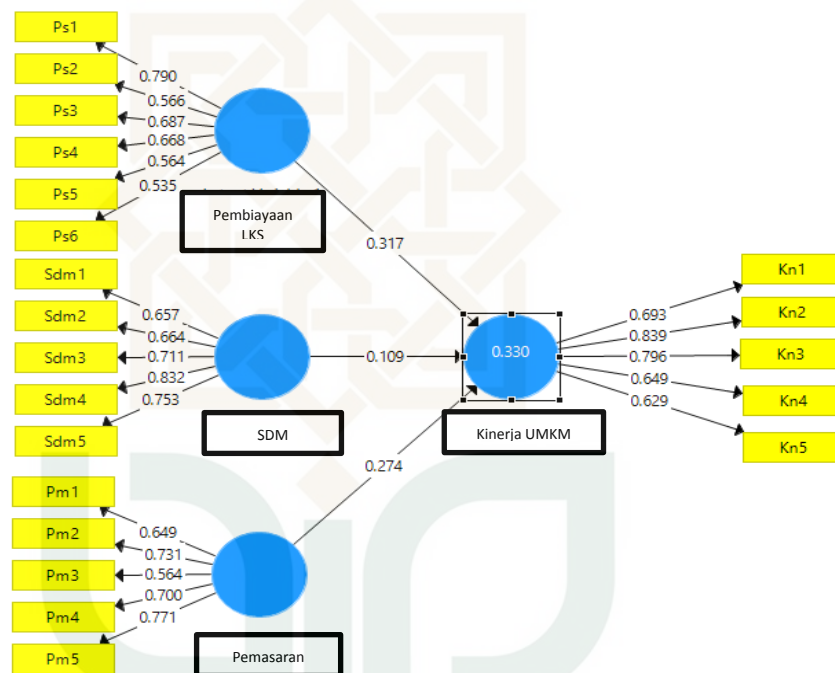 Ps1
Ps2
Ps3
Ps4
Ps5
Ps6
0.790
0.566
0.687
0.668
0.564
0.535
Pembiayaan
LKS
0.317
Sdm1
Sdm2
Sdm3
Sdm4
Sdm5
0.657
0.664
0.711
0.832
0.753
SDM
0.109
Pm1
Pm2
Pm3
Pm4
Pm5
0.649
0.731
0.564
0.700
0.771
Pemasaran
0.274
0.330
Kinerja UMKM
0.693
0.839
0.796
0.649
0.629
Kn1
Kn2
Kn3
Kn4
Kn5